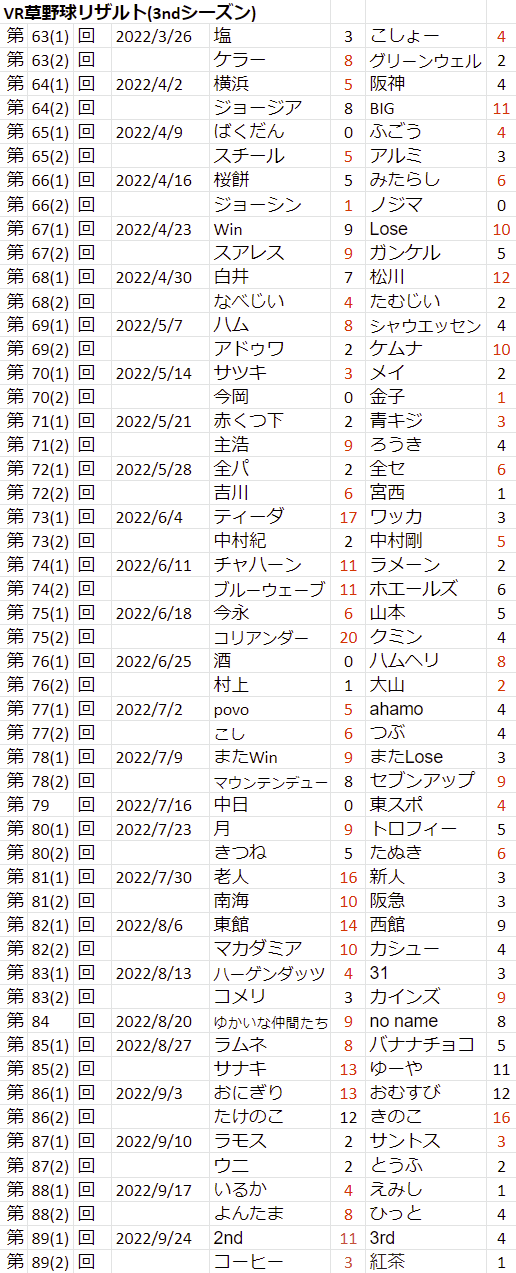 VR草野球リザルト(3ndシーズン)
第 63(1) 回 2022/3/26 塩 3 こしょー 4
第 63(2) 回 ケラー 8 グリーンウェル 2
第 64(1) 回 2022/4/2 横浜 5 阪神 4
第 64(2) 回 ジョージア 8 BIG 11
第 65(1) 回 2022/4/9 ばくだん 0 ふごう 4
第 65(2) 回 スチール 5 アルミ 3
第 66(1) 回 2022/4/16 桜餅 5 みたらし 6
第 66(2) 回 ジョーシン 1 ノジマ 0
第 67(1) 回 2022/4/23 Win 9 Lose 10
第 67(2) 回 スアレス 9 ガンケル 5
第 68(1) 回 2022/4/30 白井 7 松川 12
第 68(2) 回 なべじい 4 たむじい 2
第 69(1) 回 2022/5/7 ハム 8 シャウエッセン 4
第 69(2) 回 アドゥワ 2 ケムナ 10
第 70(1) 回 2022/5/14 サツキ 3 メイ 2
第 70(2) 回 今岡 0 金子 1
第 71(1) 回 2022/5/21 赤くつ下 2 青キジ 3
第 71(2) 回 主浩 9 ろうき 4
第 72(1) 回 2022/5/28 全パ 2 全セ 6
第 72(2) 回 吉川 6 宮西 1
第 73(1) 回 2022/6/4 ティーダ 17 ワッカ 3
第 73(2) 回 中村紀 2 中村剛 5
第 74(1) 回 2022/6/11 チャハーン 11 ラメーン 2
第 74(2) 回 ブルーウェーブ 11 ホエールズ 6
第 75(1) 回 2022/6/18 今永 6 山本 5
第 75(2) 回 コリアンダー 20 クミン 4
第 76(1) 回 2022/6/25 酒 0 ハムヘリ 8
第 76(2) 回 村上 1 大山 2
第 77(1) 回 2022/7/2 povo 5 ahamo 4
第 77(2) 回 こし 6 つぶ 4
第 78(1) 回 2022/7/9 またWin 9 またLose 3
第 78(2) 回 マウンテンデュー 8 セブンアップ 9
第 79 回 2022/7/16 中日 0 東スポ 4
第 80(1) 回 2022/7/23 月 9 トロフィー 5
第 80(2) 回 きつね 5 たぬき 6
第 81(1) 回 2022/7/30 老人 16 新人 3
第 81(2) 回 南海 10 阪急 3
第 82(1) 回 2022/8/6 東館 14 西館 9
第 82(2) 回 マカダミア 10 カシュー 4
第 83(1) 回 2022/8/13 ハーゲンダッツ 4 31 3
第 83(2) 回 コメリ 3 カインズ 9
第 84 回 2022/8/20 ゆかいな仲間たち 9 no name 8
第 85(1) 回 2022/8/27 ラムネ 8 バナナチョコ 5
第 85(2) 回 サナキ 13 ゆーや 11
第 86(1) 回 2022/9/3 おにぎり 13 おむすび 12
第 86(2) 回 たけのこ 12 きのこ 16
第 87(1) 回 2022/9/10 ラモス 2 サントス 3
第 87(2) 回 ウニ 2 とうふ 2
第 88(1) 回 2022/9/17 いるか 4 えみし 1
第 88(2) 回 よんたま 8 ひっと 4
第 89(1) 回 2022/9/24 2nd 11 3rd 4
第 89(2) 回 コーヒー 3 紅茶 1